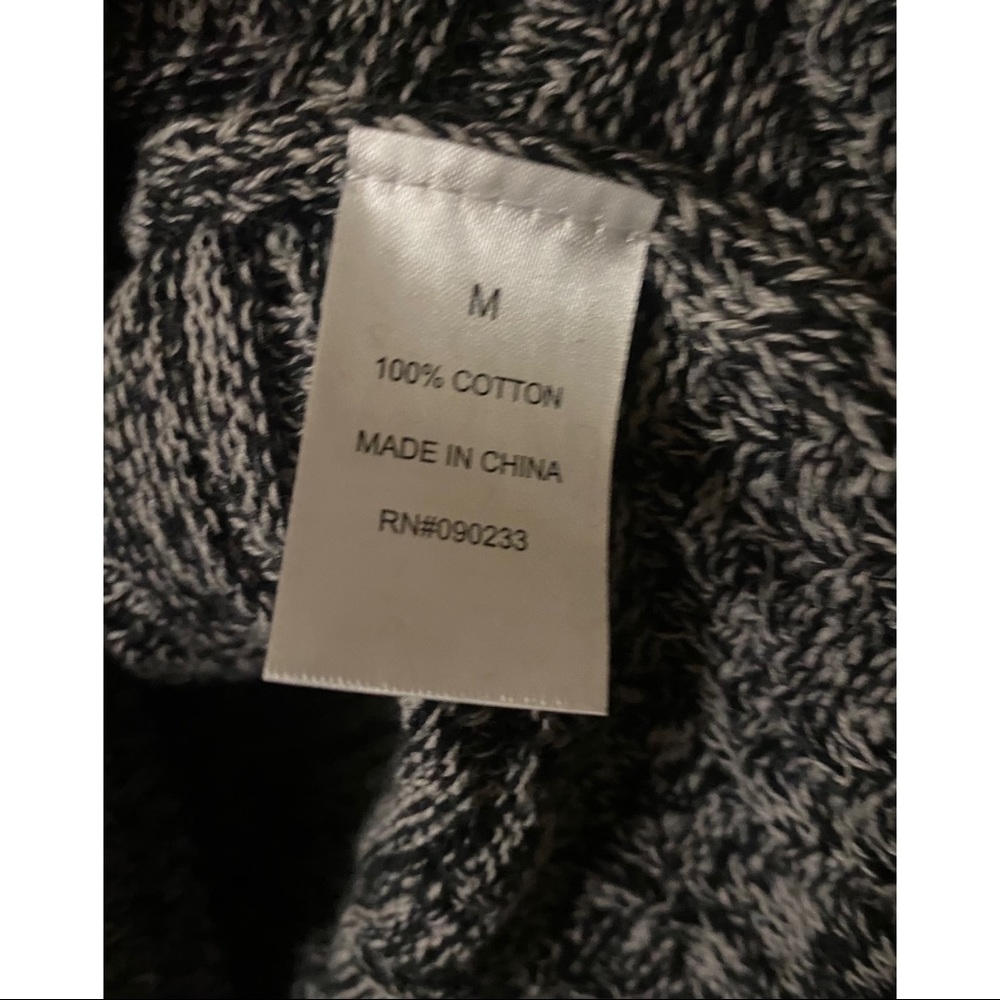 M
100% COTTON
MADE IN CHINA
RN#090233